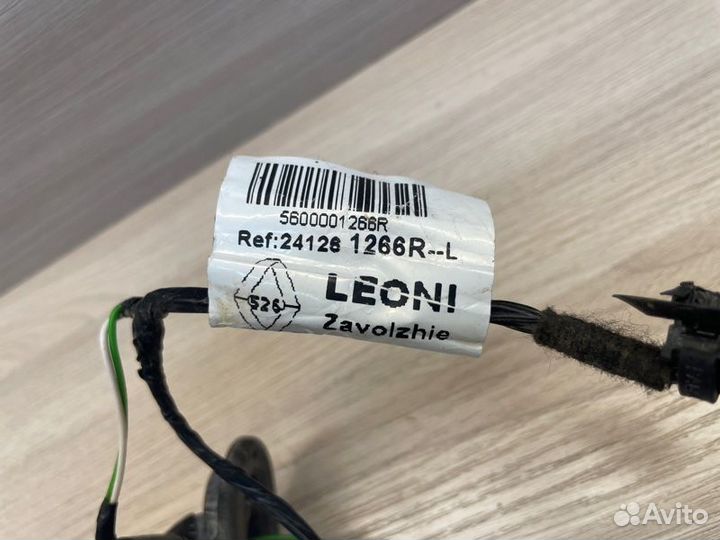 5600001266R
Ref:24126 1266R--L
526
LEONI
Zavolzhie
Avito